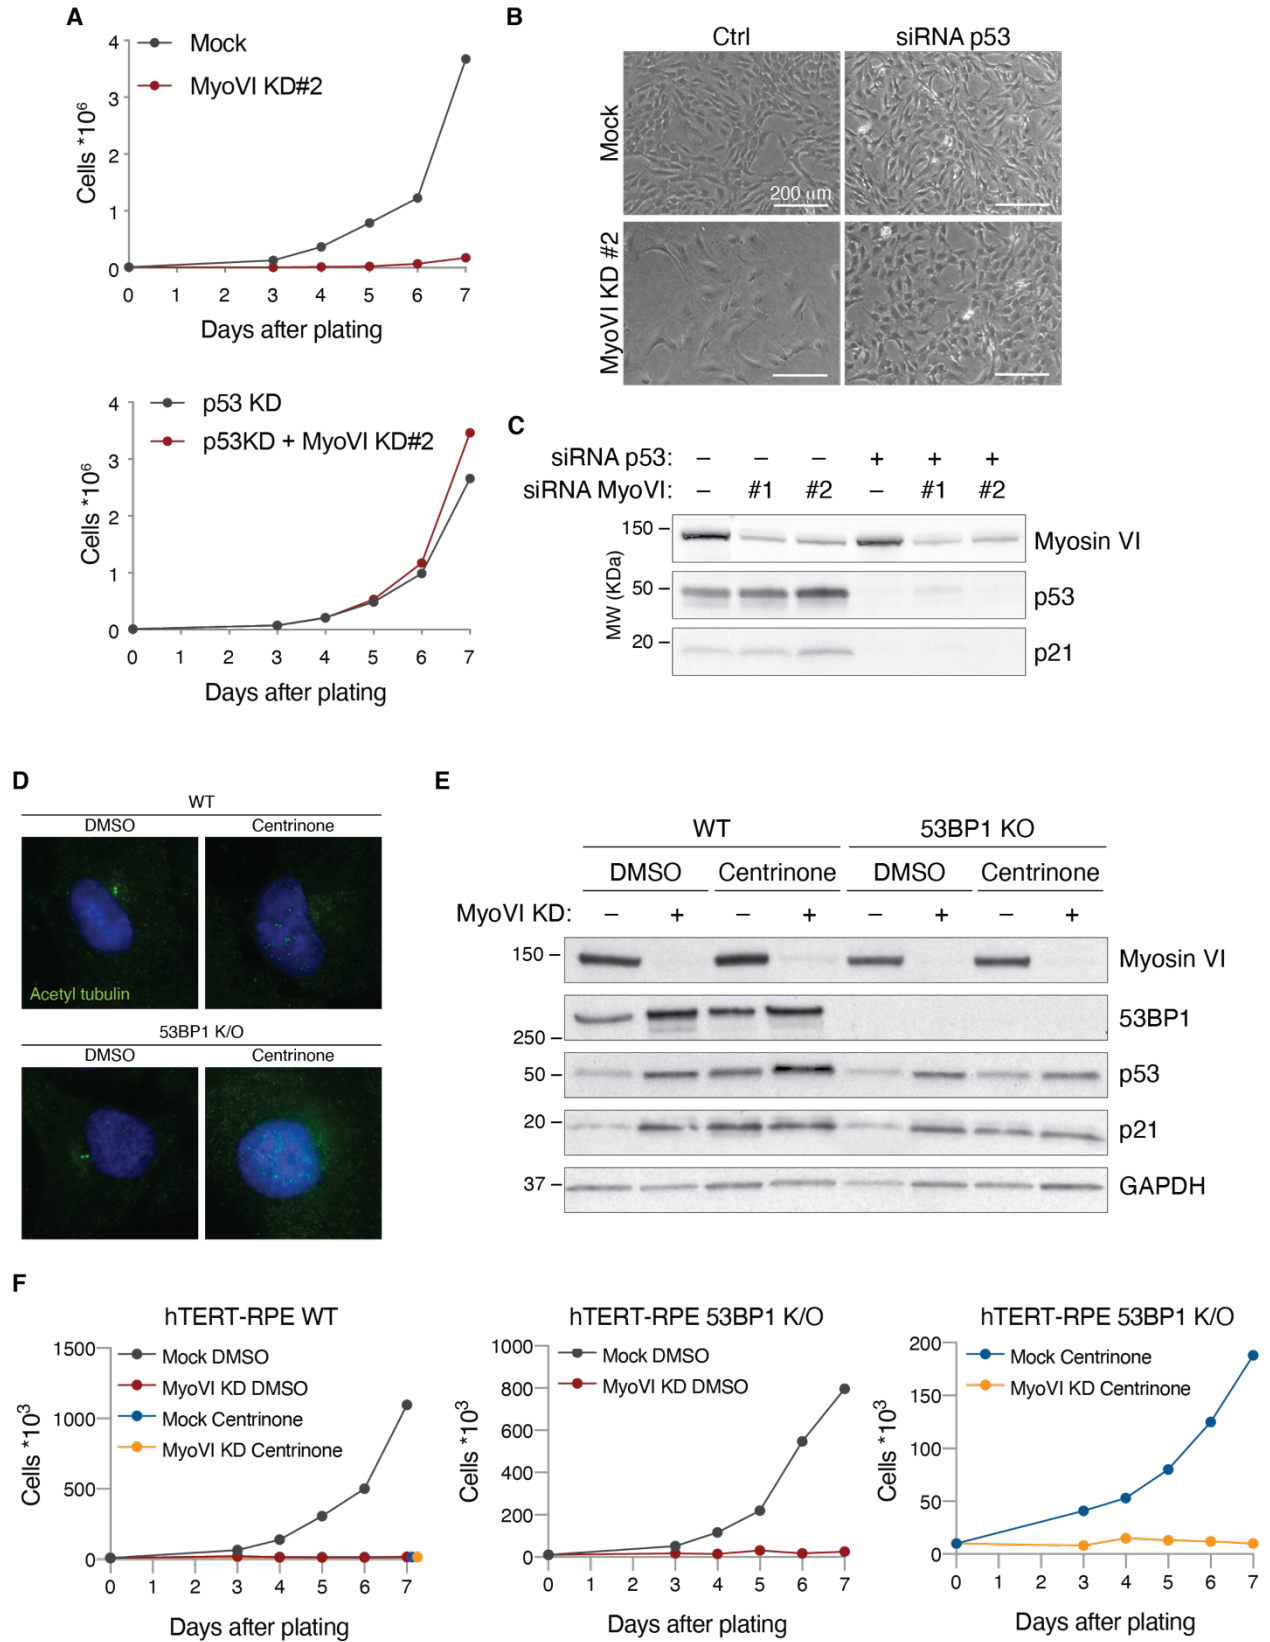 A
Mock
MyoVI KD#2
4
3
2
1
0
Cells *10⁶
0 1 2 3 4 5 6 7
Days after plating
p53 KD
p53KD + MyoVI KD#2
4
3
2
1
0
Cells *10⁶
0 1 2 3 4 5 6 7
Days after plating
B
Ctrl siRNA p53
Mock
200 um
MyoVI KD #2
C
siRNA p53: – – – + + +
siRNA MyoVI: – #1 #2 – #1 #2
MW (KDa)
150 – Myosin VI
50 – p53
20 – p21
D
WT
DMSO Centrinone
Acetyl tubulin
53BP1 K/O
DMSO Centrinone
E
WT 53BP1 KO
DMSO Centrinone DMSO Centrinone
MyoVI KD: – + – + – + – +
150 – Myosin VI
53BP1
250 –
50 – p53
20 – p21
37 – GAPDH
F
hTERT-RPE WT
Mock DMSO
MyoVI KD DMSO
Mock Centrinone
MyoVI KD Centrinone
1500
1000
500
0
Cells *10³
0 1 2 3 4 5 6 7
Days after plating
hTERT-RPE 53BP1 K/O
Mock DMSO
MyoVI KD DMSO
1000
800
600
400
200
0
Cells *10³
0 1 2 3 4 5 6 7
Days after plating
hTERT-RPE 53BP1 K/O
Mock Centrinone
MyoVI KD Centrinone
200
150
100
50
0
Cells *10³
0 1 2 3 4 5 6 7
Days after plating